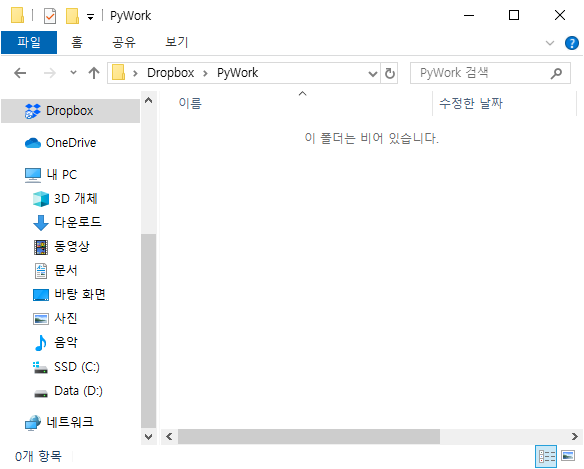 PyWork
파일 홈 공유 보기
Dropbox PyWork PyWork 검색
이름 수정한 날짜
이 폴더는 비어 있습니다.
Dropbox
OneDrive
내 PC
3D 개체
다운로드
동영상
문서
바탕 화면
사진
음악
SSD (C:)
Data (D:)
네트워크
0개 항목